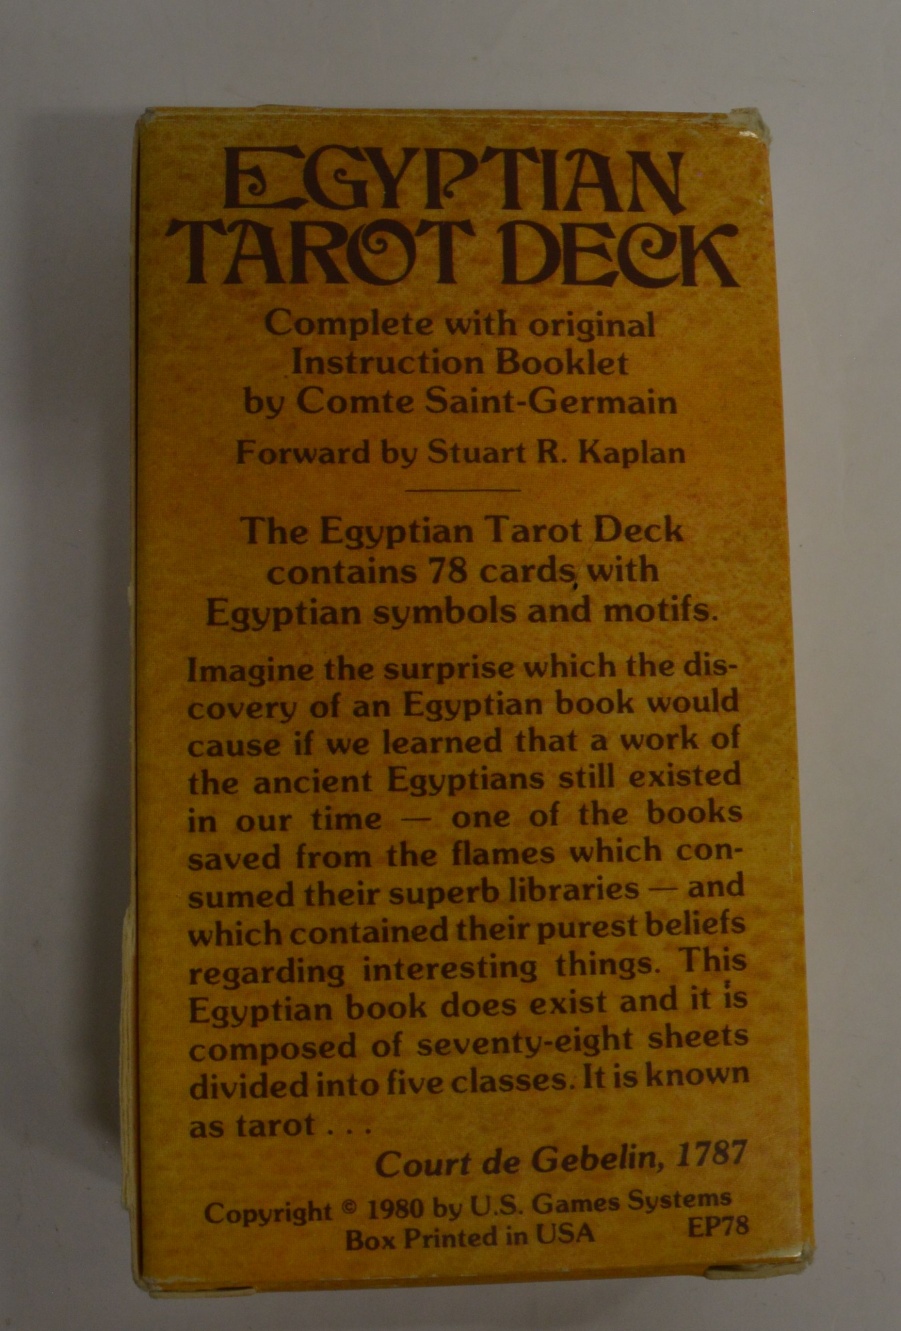 EGYPTIAN
TAROT DECK
Complete with original
Instruction Booklet
by Comte Saint-Germain
Forward by Stuart R. Kaplan
The Egyptian Tarot Deck
contains 78 cards, with
Egyptian symbols and motifs.
Imagine the surprise which the dis-
covery of an Egyptian book would
cause if we learned that a work of
the ancient Egyptians still existed
in our time — one of the books
saved from the flames which con-
sumed their superb libraries — and
which contained their purest beliefs
regarding interesting things. This
Egyptian book does exist and it is
composed of seventy-eight sheets
divided into five classes. It is known
as tarot . . .
Court de Gebelin, 1787
Copyright © 1980 by U.S. Games Systems
Box Printed in USA EP78